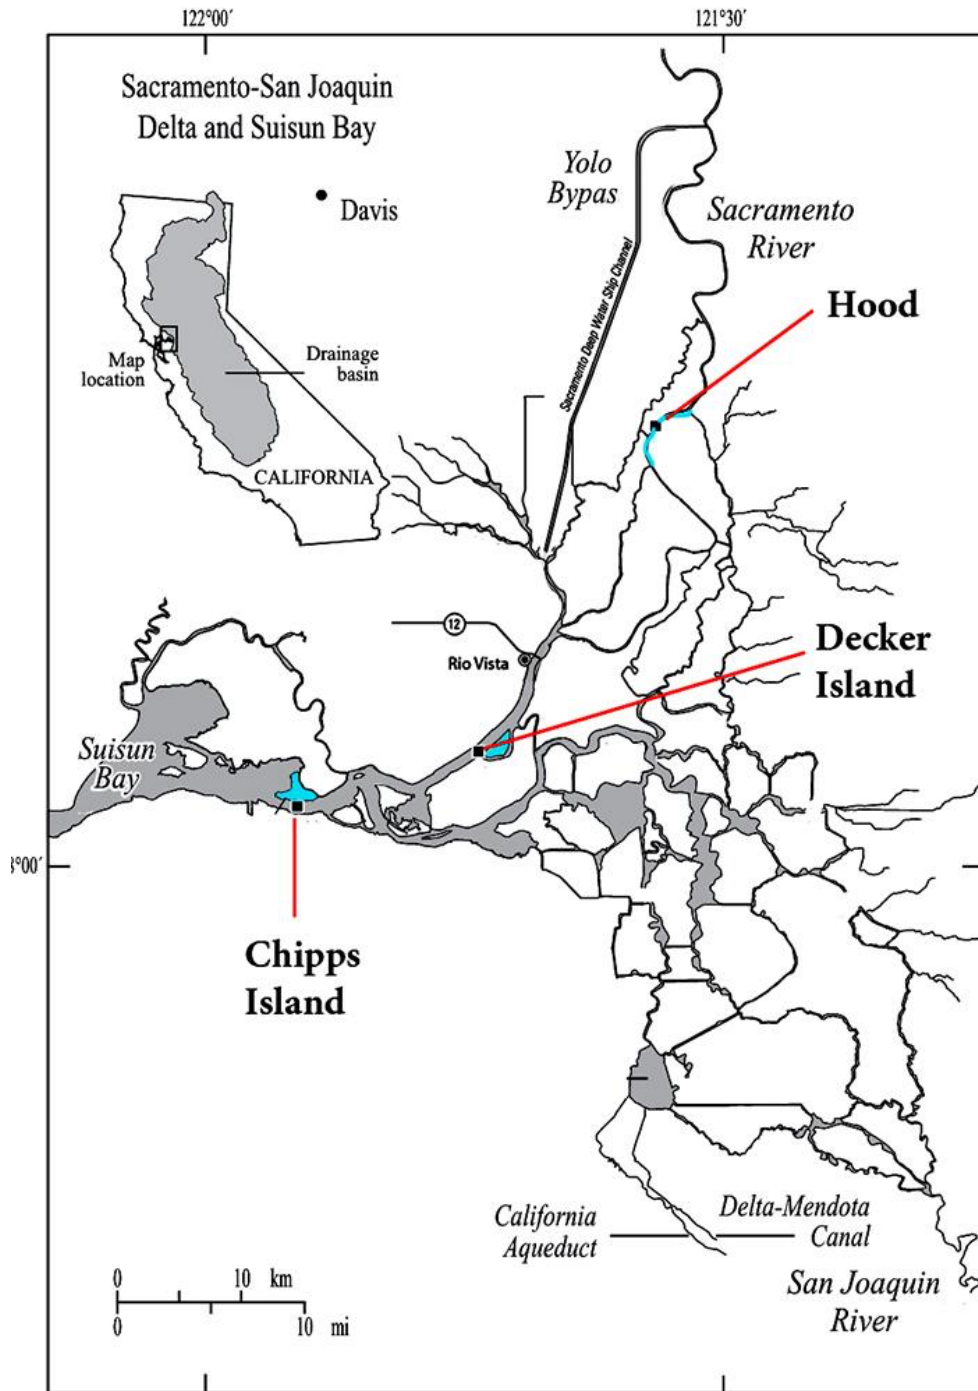 122°00´
121°30´
Sacramento-San Joaquin
Delta and Suisun Bay
Davis
Yolo
Bypas
Sacramento
River
Sacramento Deep Water Ship Channel
Hood
Map
location
Drainage
basin
CALIFORNIA
12
Rio Vista
Decker
Island
Suisun
Bay
8°00´
Chipps
Island
California
Aqueduct
Delta-Mendota
Canal
San Joaquin
River
0 10 km
0 10 mi